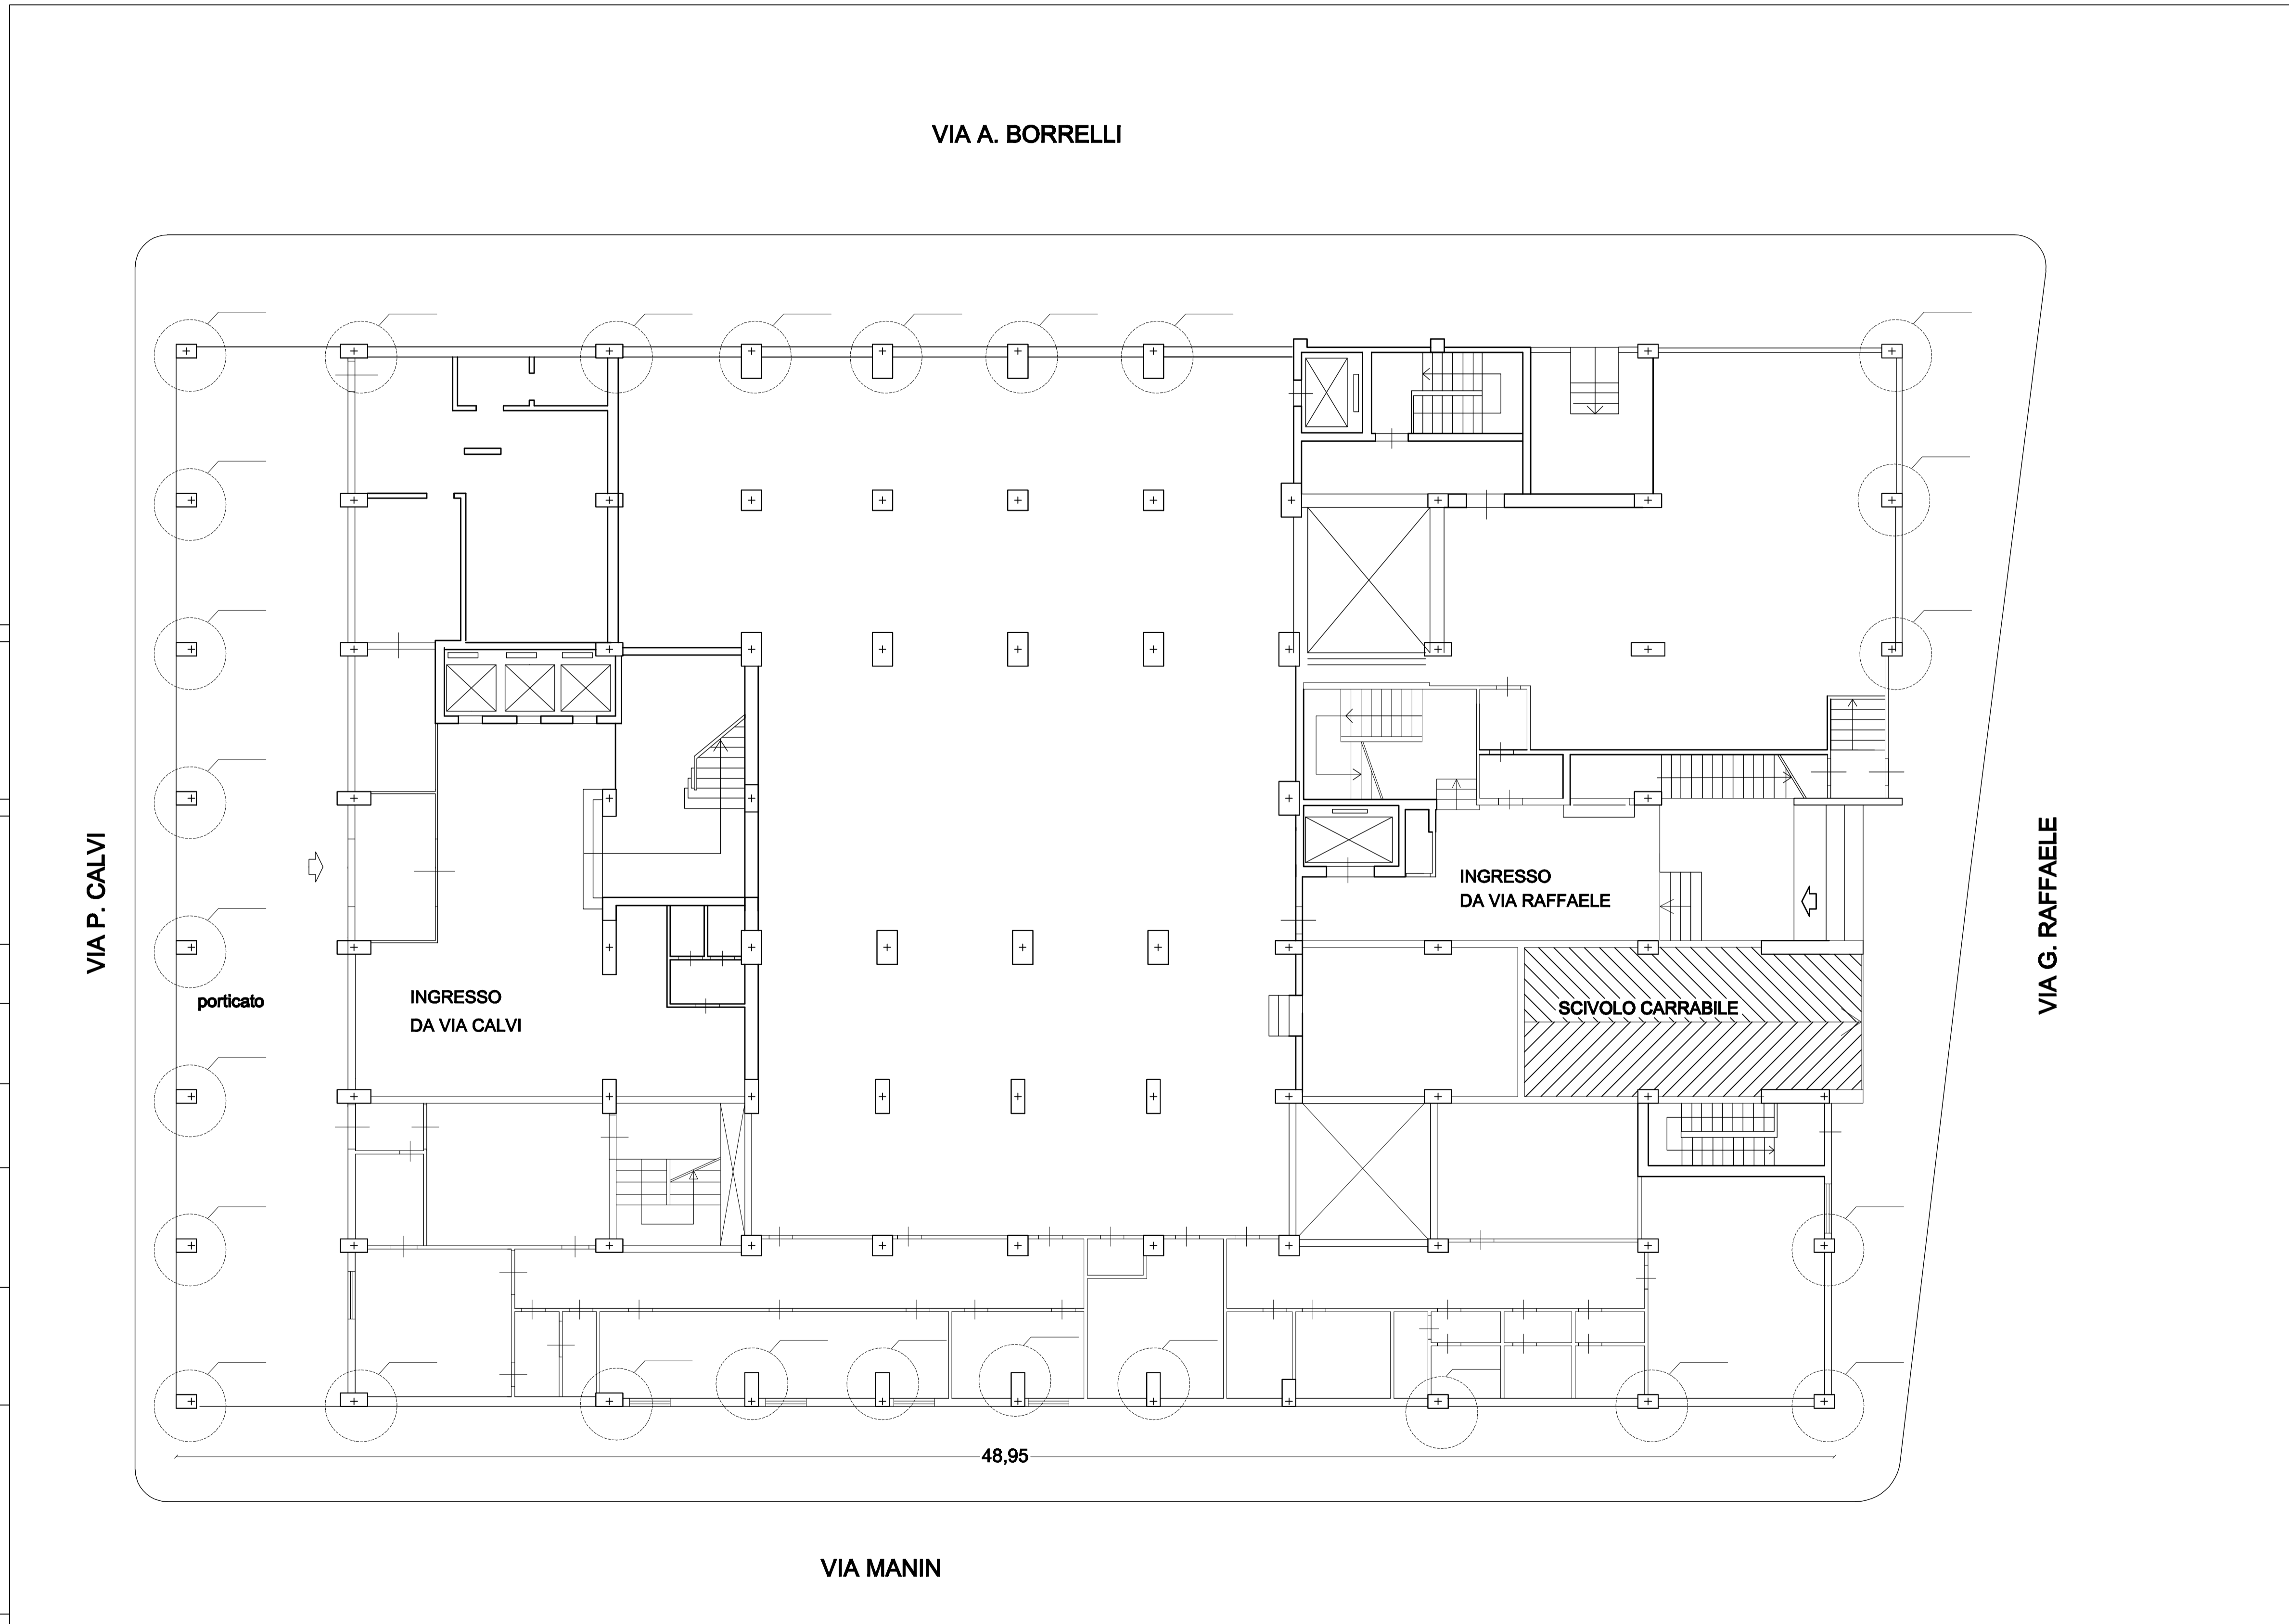 VIA A. BORRELLI
VIA P. CALVI
INGRESSO
DA VIA RAFFAELE
VIA G. RAFFAELE
porticato
INGRESSO
DA VIA CALVI
SCIVOLO CARRABILE
48,95
VIA MANIN